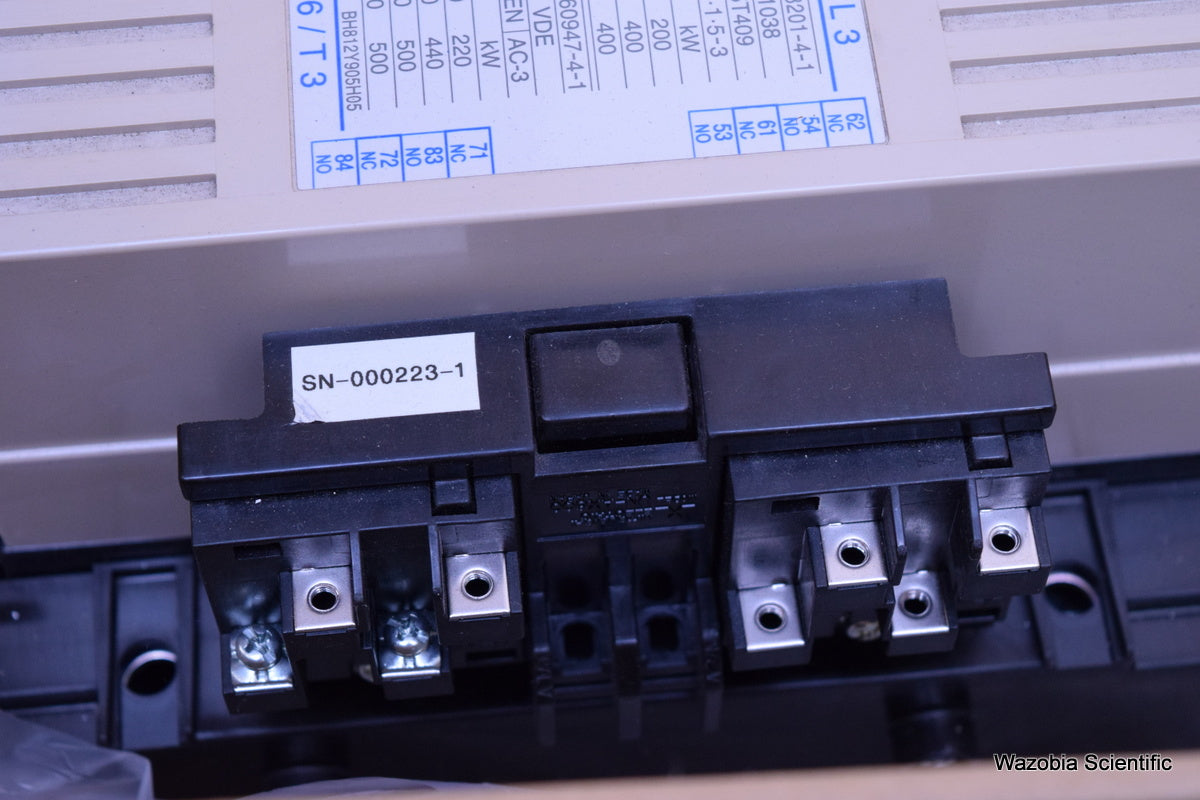 L 3
8201-4-1
1038
5T409
1-5-3
kW
200
400
400
60947-4-1
VDE
EN AC-3
kW
220
440
500
500
BH812Y905H05
6 / T 3
62 NC
54 NO
61 NC
53 NO
71 NC
83 NO
72 NC
84 NO
SN-000223-1
Wazobia Scientific